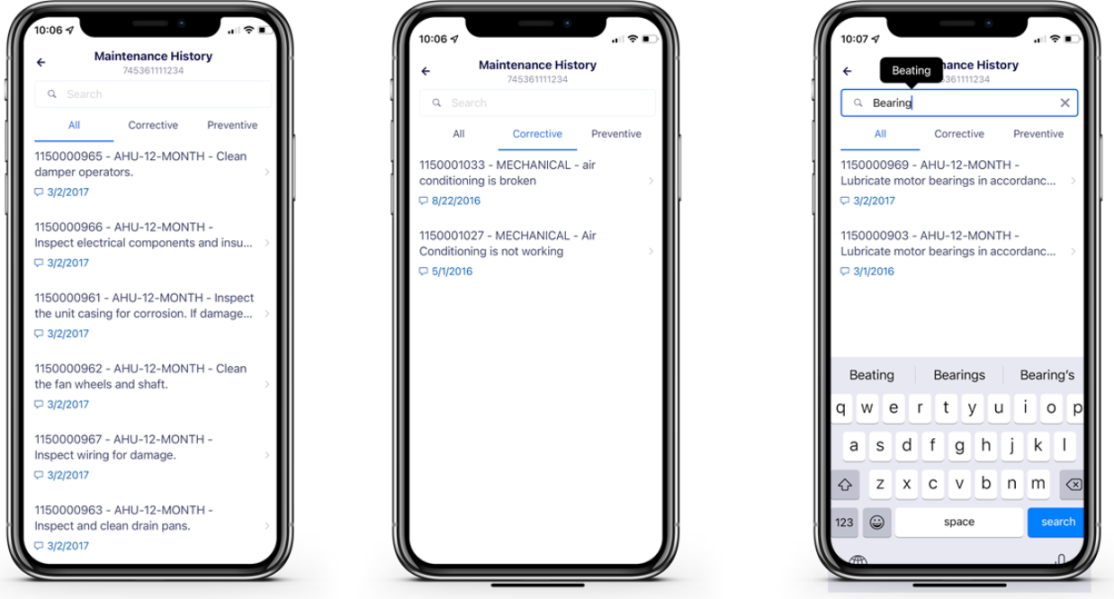 10:06
Maintenance History
745361111234
Search
All Corrective Preventive
1150000965 - AHU-12-MONTH - Clean
damper operators.
3/2/2017
1150000966 - AHU-12-MONTH -
Inspect electrical components and insu...
3/2/2017
1150000961 - AHU-12-MONTH - Inspect
the unit casing for corrosion. If damage...
3/2/2017
1150000962 - AHU-12-MONTH - Clean
the fan wheels and shaft.
3/2/2017
1150000967 - AHU-12-MONTH -
Inspect wiring for damage.
3/2/2017
1150000963 - AHU-12-MONTH -
Inspect and clean drain pans.
3/2/2017
10:06
Maintenance History
745361111234
Search
All Corrective Preventive
1150001033 - MECHANICAL - air
conditioning is broken
8/22/2016
1150001027 - MECHANICAL - Air
Conditioning is not working
5/1/2016
10:07
Beating
nance History
361111234
Bearing
All Corrective Preventive
1150000969 - AHU-12-MONTH -
Lubricate motor bearings in accordanc...
3/2/2017
1150000903 - AHU-12-MONTH -
Lubricate motor bearings in accordanc...
3/1/2016
Beating Bearings Bearing's
q w e r t y u i o p
a s d f g h j k l
z x c v b n m
123 space search